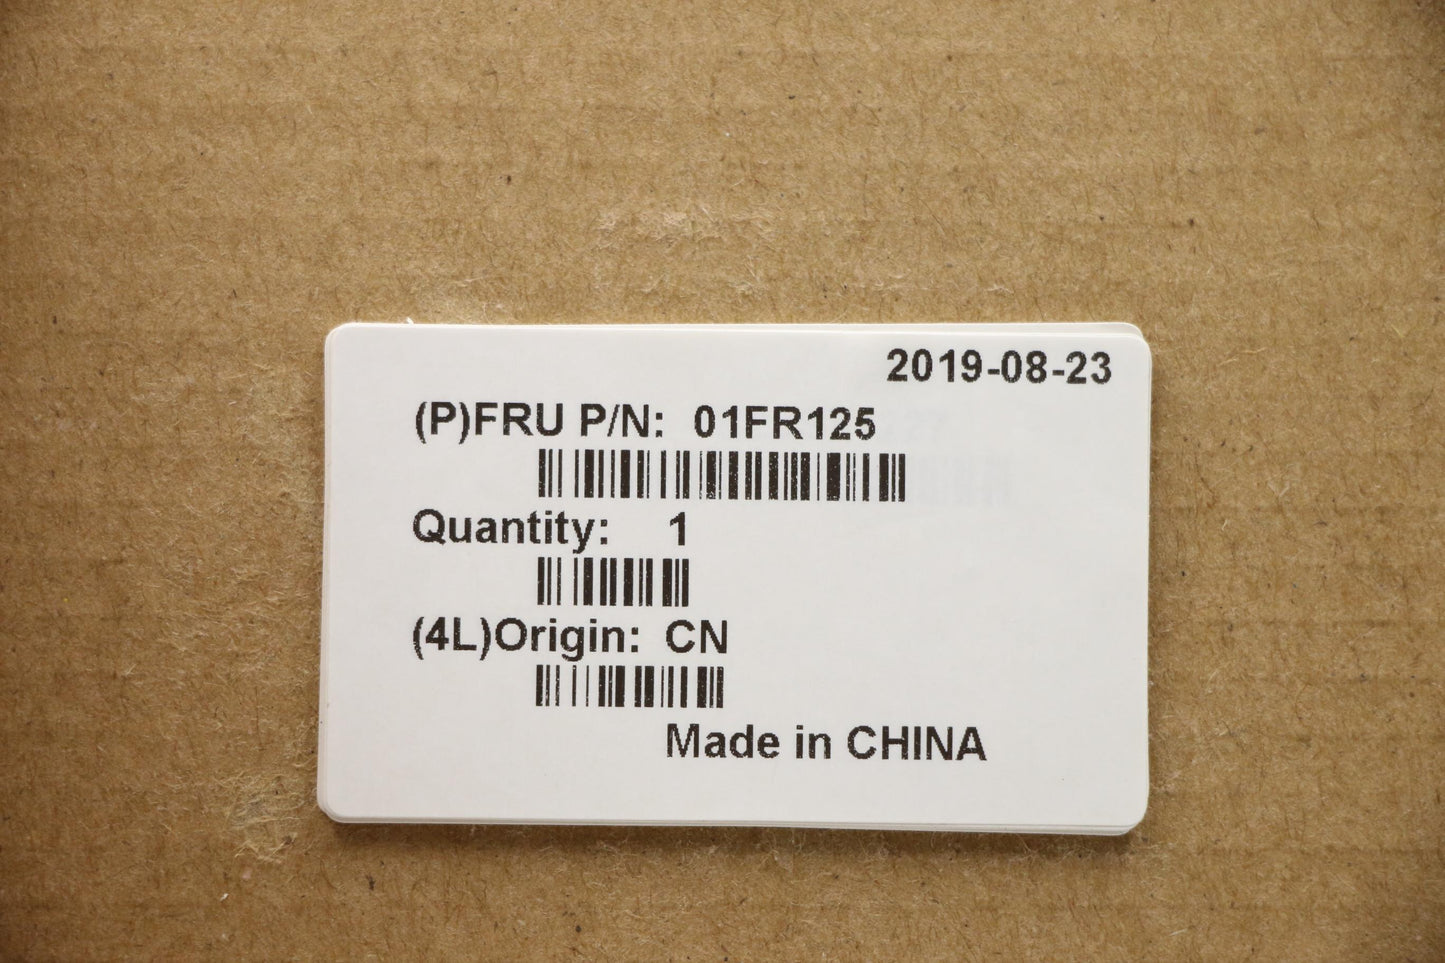 2019-08-23
(P)FRU P/N: 01FR125
Quantity: 1
(4L)Origin: CN
Made in CHINA